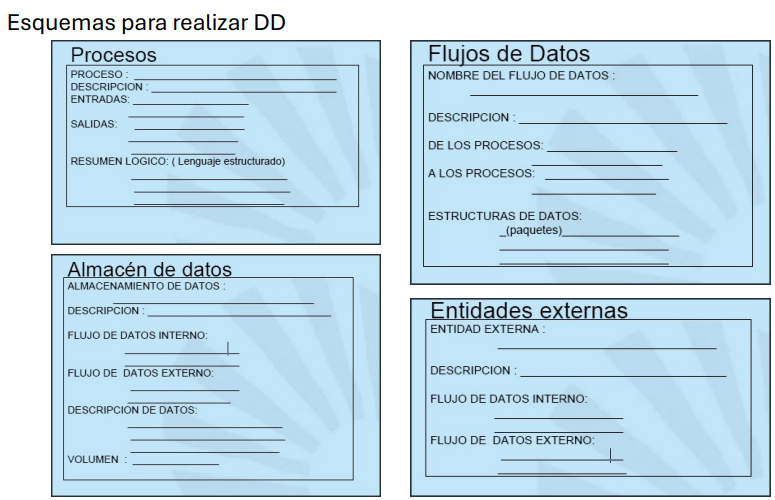 Esquemas para realizar DD
Procesos
PROCESO :
DESCRIPCION :
ENTRADAS:
SALIDAS:
RESUMEN LOGICO: ( Lenguaje estructurado)
Flujos de Datos
NOMBRE DEL FLUJO DE DATOS :
DESCRIPCION :
DE LOS PROCESOS:
A LOS PROCESOS:
ESTRUCTURAS DE DATOS:
(paquetes)
Almacén de datos
ALMACENAMIENTO DE DATOS :
DESCRIPCION :
FLUJO DE DATOS INTERNO:
FLUJO DE DATOS EXTERNO:
DESCRIPCION DE DATOS:
VOLUMEN :
Entidades externas
ENTIDAD EXTERNA :
DESCRIPCION :
FLUJO DE DATOS INTERNO:
FLUJO DE DATOS EXTERNO: